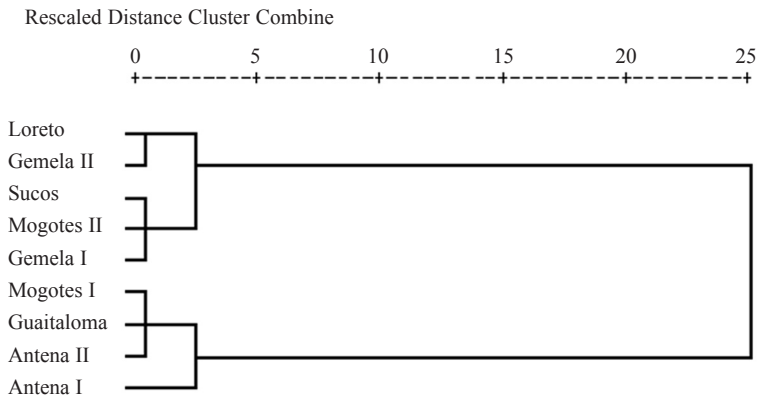 Rescaled Distance Cluster Combine
0 5 10 15 20 25
Loreto
Gemela II
Sucos
Mogotes II
Gemela I
Mogotes I
Guaitaloma
Antena II
Antena I